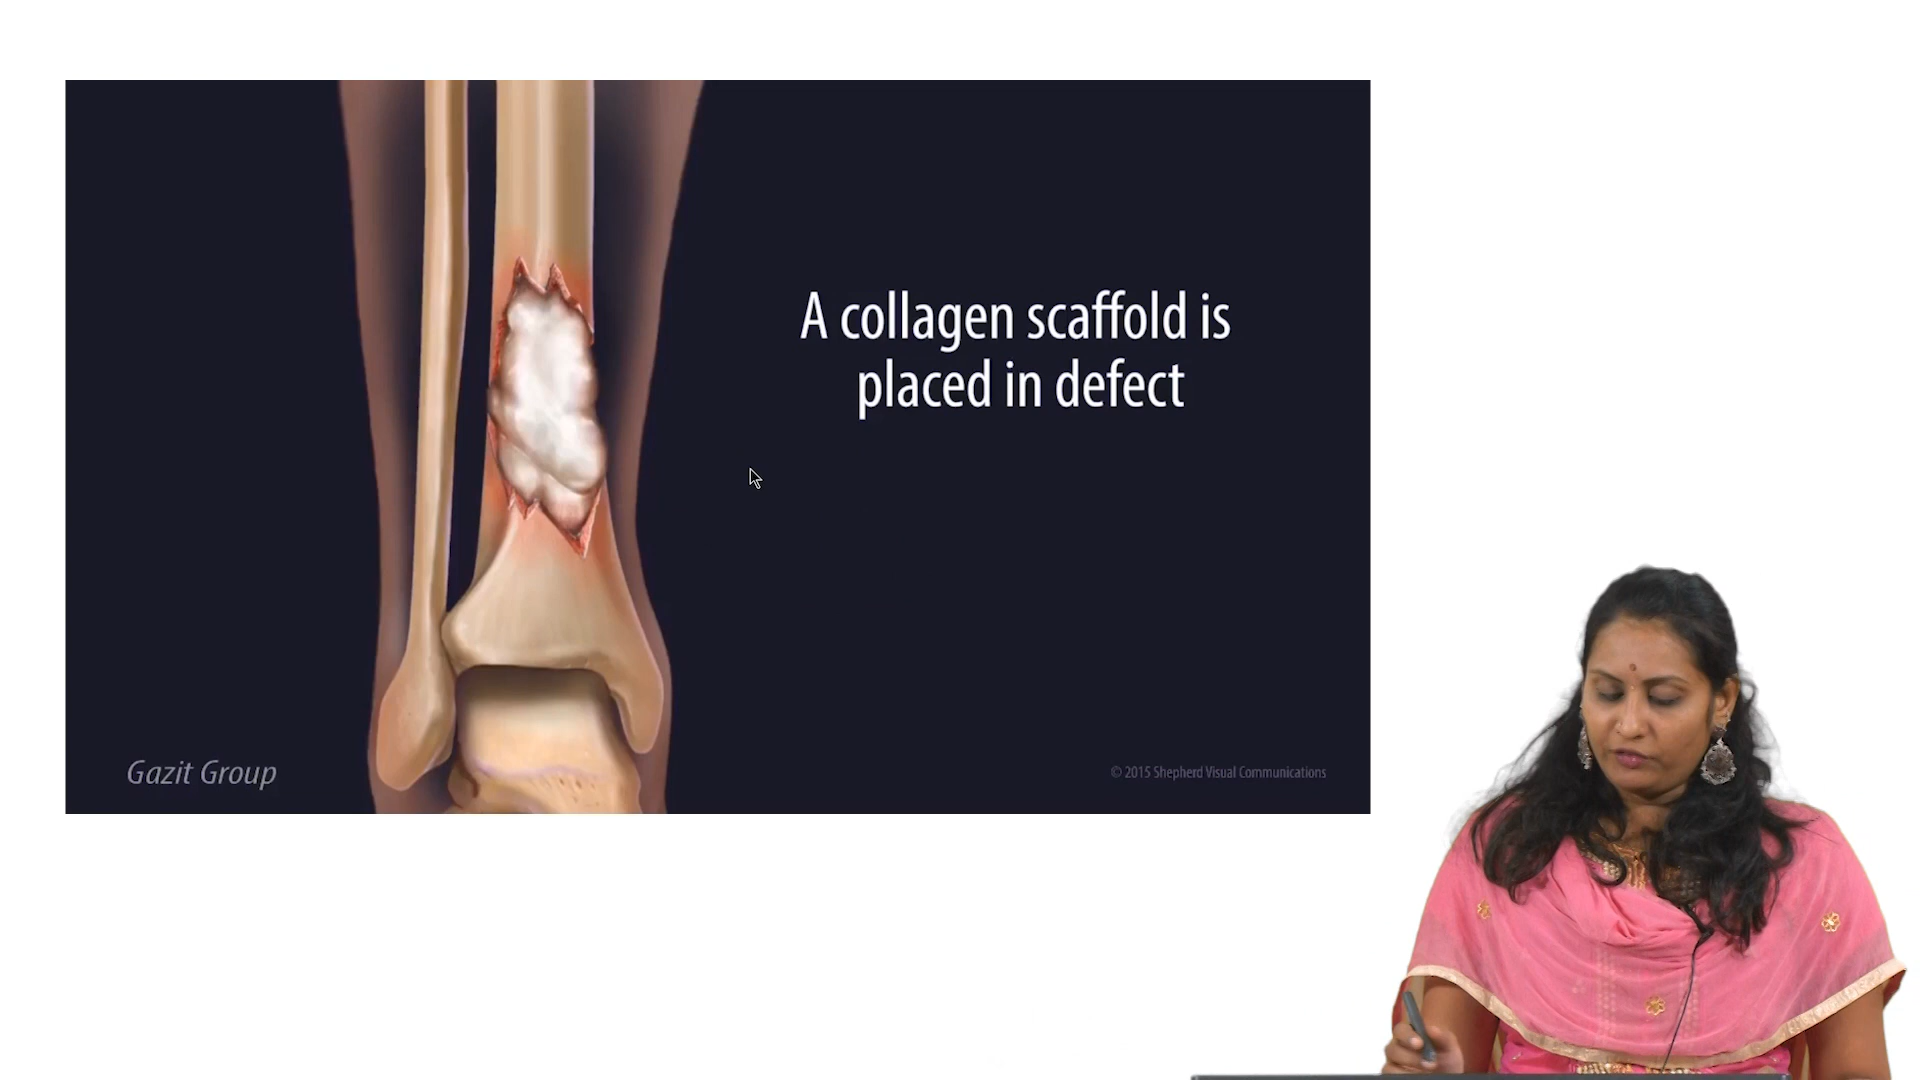 A collagen scaffold is
placed in defect
Gazit Group
© 2015 Shepherd Visual Communications